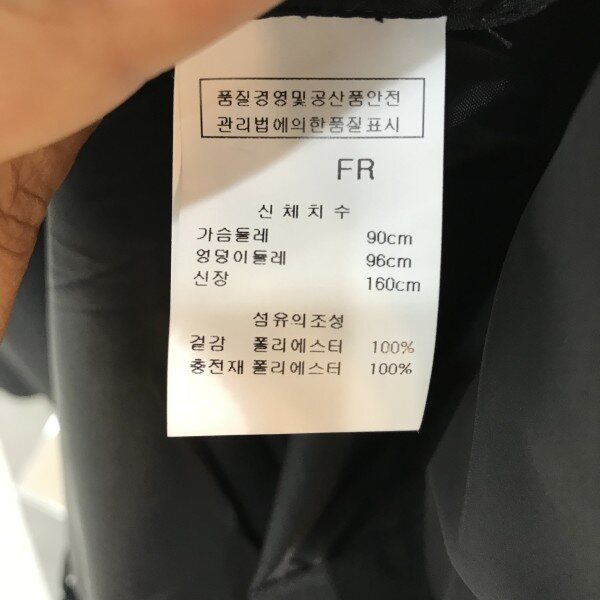 품질경영및공산품안전
관리법에의한품질표시
FR
신체치수
가슴둘레 90cm
엉덩이둘레 96cm
신장 160cm
섬유의조성
겉감 폴리에스터 100%
충전재 폴리에스터 100%